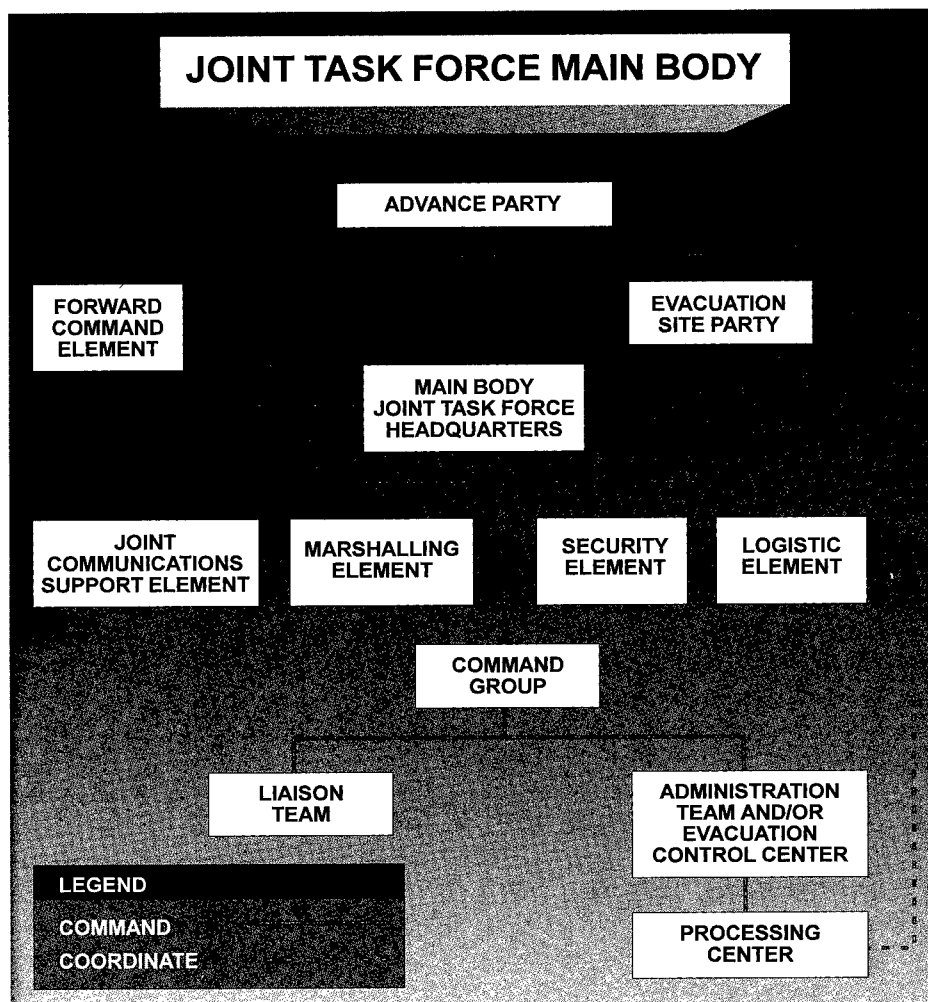 JOINT TASK FORCE MAIN BODY
ADVANCE PARTY
FORWARD
COMMAND
ELEMENT
EVACUATION
SITE PARTY
MAIN BODY
JOINT TASK FORCE
HEADQUARTERS
JOINT
COMMUNICATIONS
SUPPORT ELEMENT
MARSHALLING
ELEMENT
SECURITY
ELEMENT
LOGISTIC
ELEMENT
COMMAND
GROUP
LIAISON
TEAM
ADMINISTRATION
TEAM AND/OR
EVACUATION
CONTROL CENTER
PROCESSING
CENTER
LEGEND
COMMAND
COORDINATE